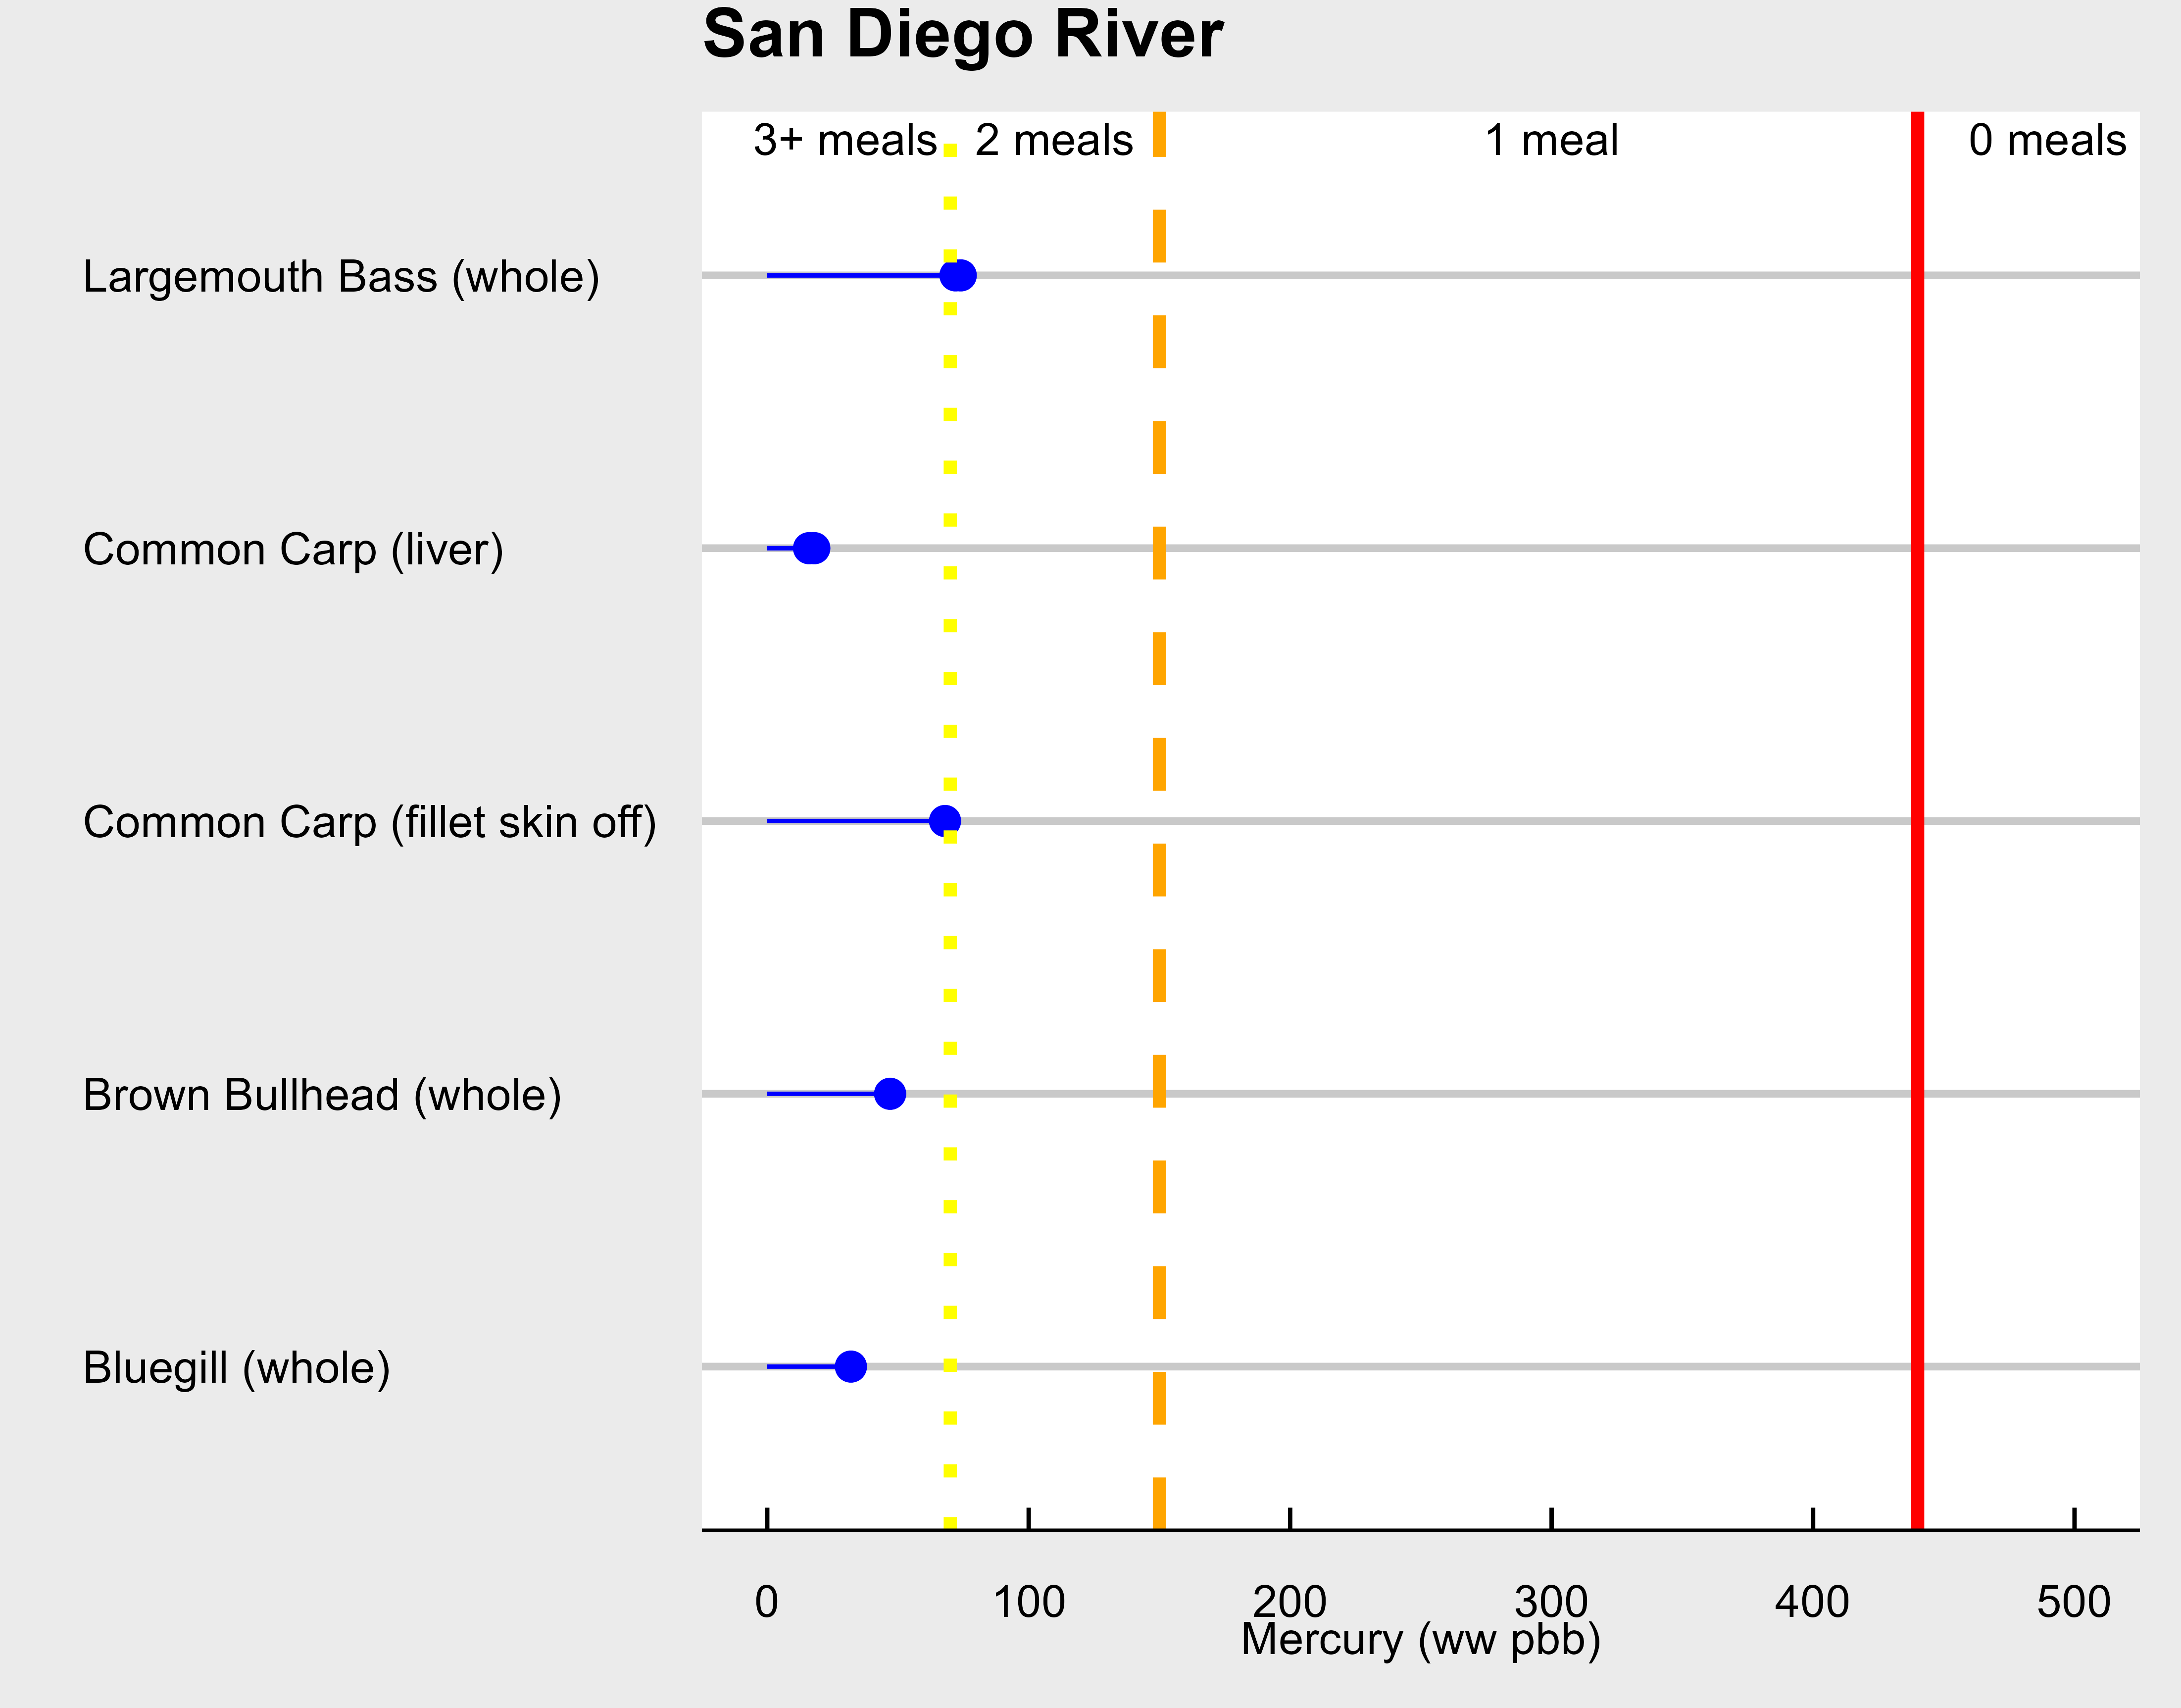 San Diego River
3+ meals 2 meals 1 meal 0 meals
Largemouth Bass (whole)
Common Carp (liver)
Common Carp (fillet skin off)
Brown Bullhead (whole)
Bluegill (whole)
0 100 200 300 400 500
Mercury (ww pbb)